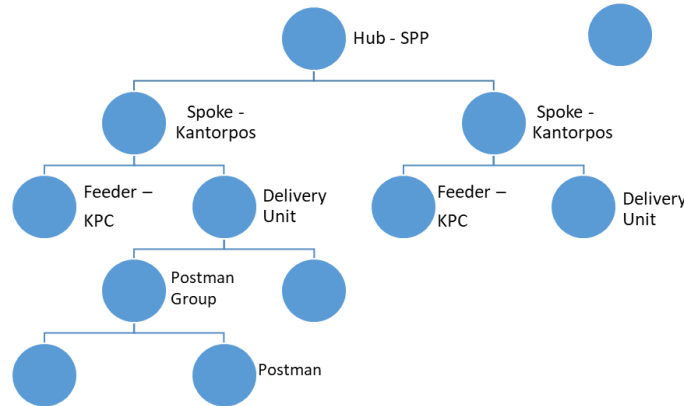 Hub - SPP
Spoke -
Kantorpos
Spoke -
Kantorpos
Feeder –
KPC
Delivery
Unit
Feeder –
KPC
Delivery
Unit
Postman
Group
Postman